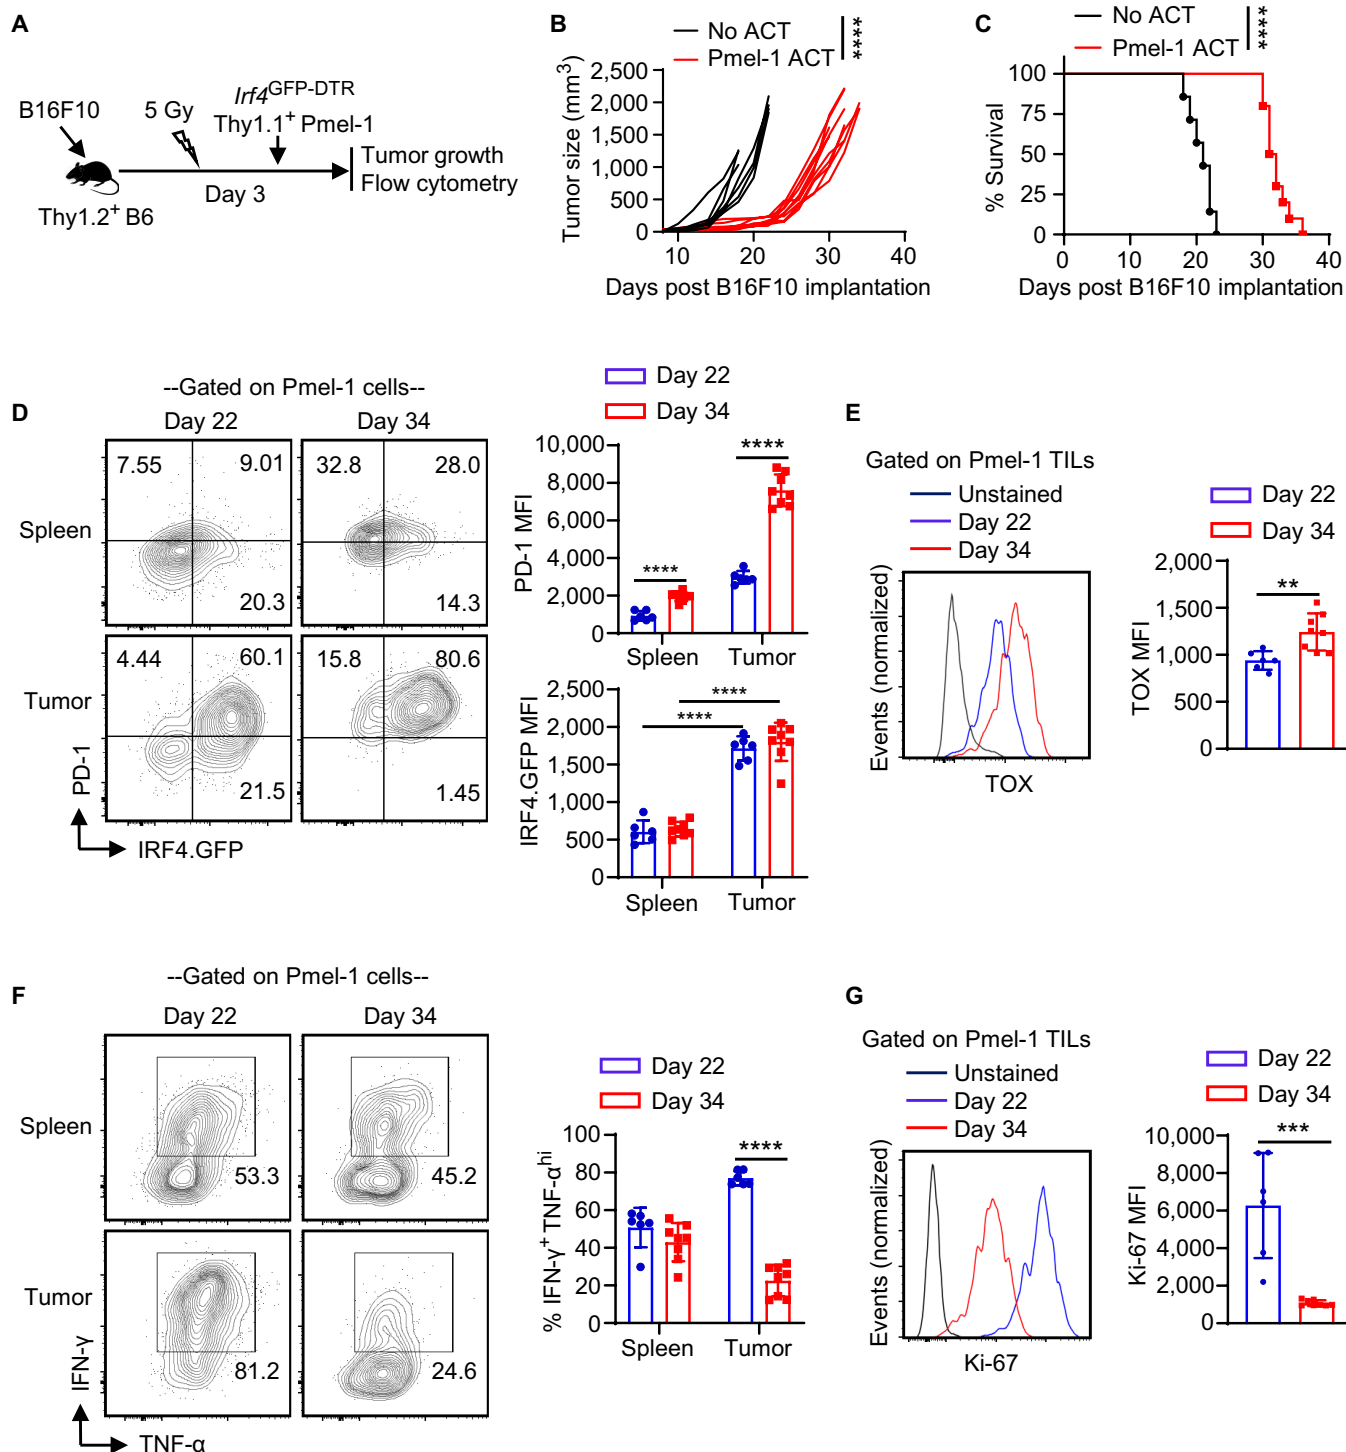 A
B16F10
5 Gy
Irf4GFP-DTR
Thy1.1+ Pmel-1
Day 3
Tumor growth
Flow cytometry
Thy1.2+ B6
B
No ACT
Pmel-1 ACT
****
Tumor size (mm3)
2,500
2,000
1,500
1,000
500
0
10 20 30 40
Days post B16F10 implantation
C
No ACT
Pmel-1 ACT
****
% Survival
100
75
50
25
0
0 10 20 30 40
Days post B16F10 implantation
D
--Gated on Pmel-1 cells--
Day 22 Day 34
Spleen
7.55 9.01
20.3
32.8 28.0
14.3
Tumor
4.44 60.1
21.5
15.8 80.6
1.45
PD-1
IRF4.GFP
Day 22
Day 34
PD-1 MFI
10,000
8,000
6,000
4,000
2,000
0
**** ****
Spleen Tumor
IRF4.GFP MFI
2,500
2,000
1,500
1,000
500
0
****
****
Spleen Tumor
E
Gated on Pmel-1 TILs
Unstained
Day 22
Day 34
Events (normalized)
TOX
Day 22
Day 34
TOX MFI
2,000
1,500
1,000
500
0
**
F
--Gated on Pmel-1 cells--
Day 22 Day 34
Spleen
53.3 45.2
Tumor
81.2 24.6
IFN-γ
TNF-α
Day 22
Day 34
% IFN-γ+TNF-αhi
100
80
60
40
20
0
****
Spleen Tumor
G
Gated on Pmel-1 TILs
Unstained
Day 22
Day 34
Events (normalized)
Ki-67
Day 22
Day 34
Ki-67 MFI
10,000
8,000
6,000
4,000
2,000
0
***